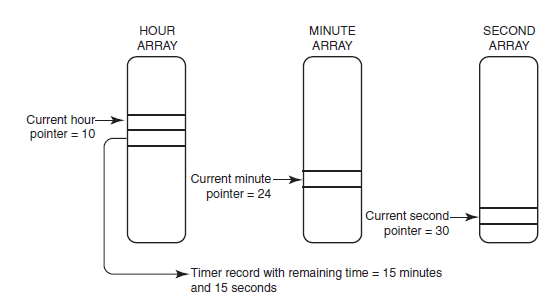 HOUR
ARRAY
MINUTE
ARRAY
SECOND
ARRAY
Current hour
pointer = 10
Current minute
pointer = 24
Current second
pointer = 30
Timer record with remaining time = 15 minutes
and 15 seconds